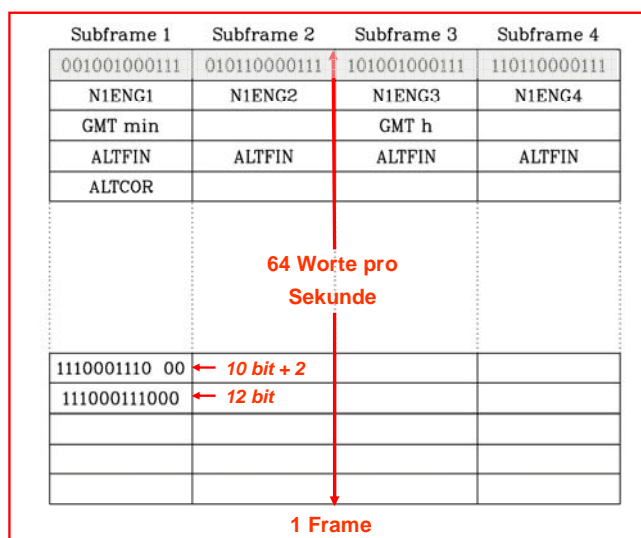 Subframe 1 Subframe 2 Subframe 3 Subframe 4
001001000111 010110000111 101001000111 110110000111
N1ENG1 N1ENG2 N1ENG3 N1ENG4
GMT min GMT h
ALTFIN ALTFIN ALTFIN ALTFIN
ALTCOR
64 Worte pro
Sekunde
1110001110 00 10 bit + 2
111000111000 12 bit
1 Frame